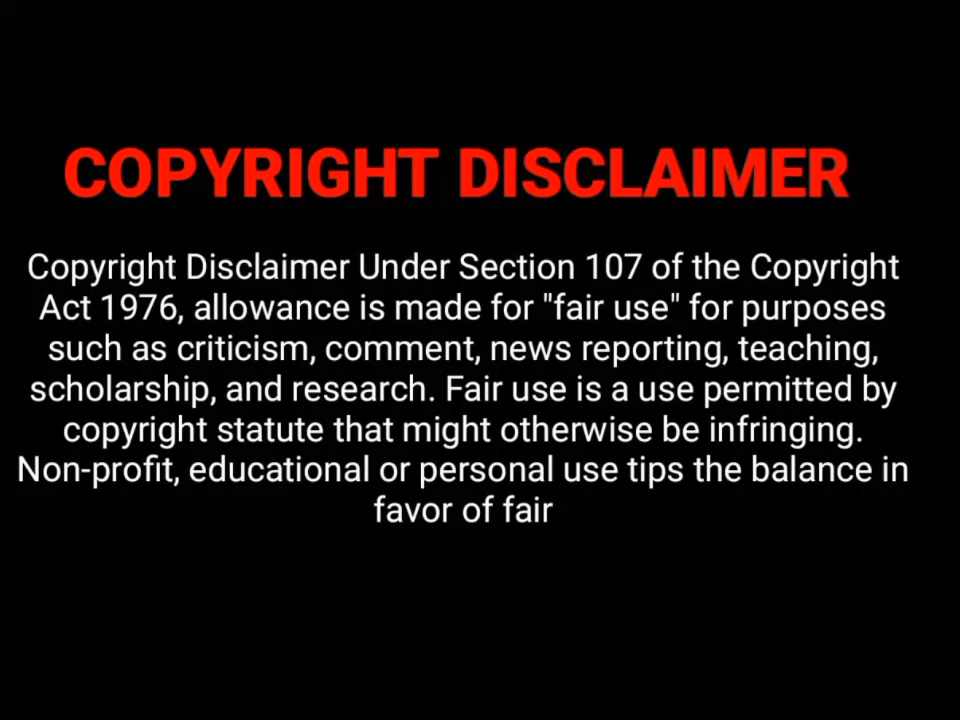 COPYRIGHT DISCLAIMER
Copyright Disclaimer Under Section 107 of the Copyright
Act 1976, allowance is made for "fair use" for purposes
such as criticism, comment, news reporting, teaching,
scholarship, and research. Fair use is a use permitted by
copyright statute that might otherwise be infringing.
Non-profit, educational or personal use tips the balance in
favor of fair